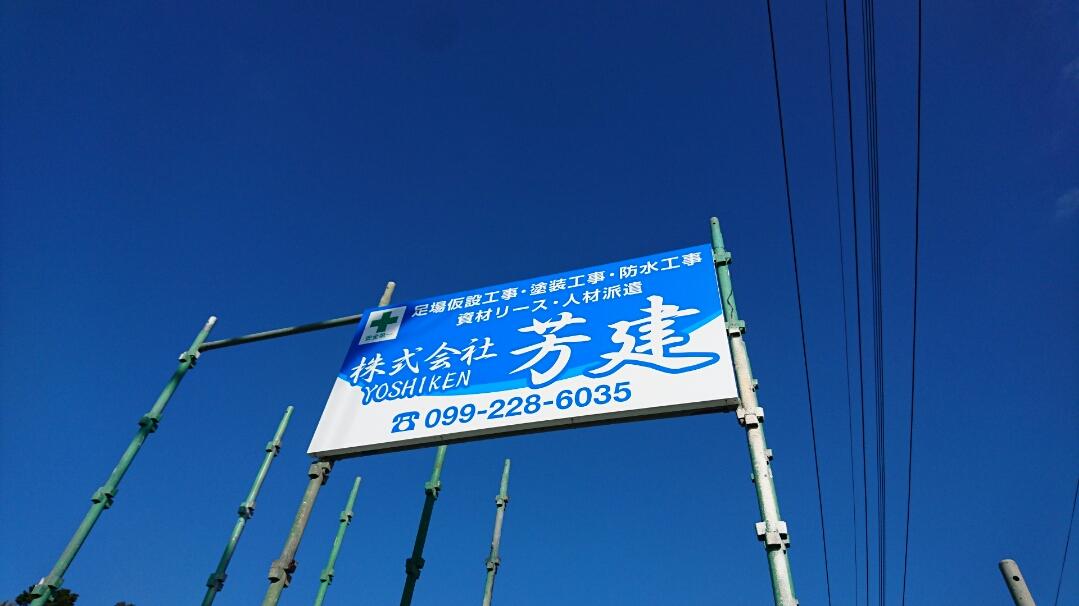 足場仮設工事・塗装工事・防水工事
資材リース・人材派遣
株式会社 芳建
YOSHIKEN
☎099-228-6035